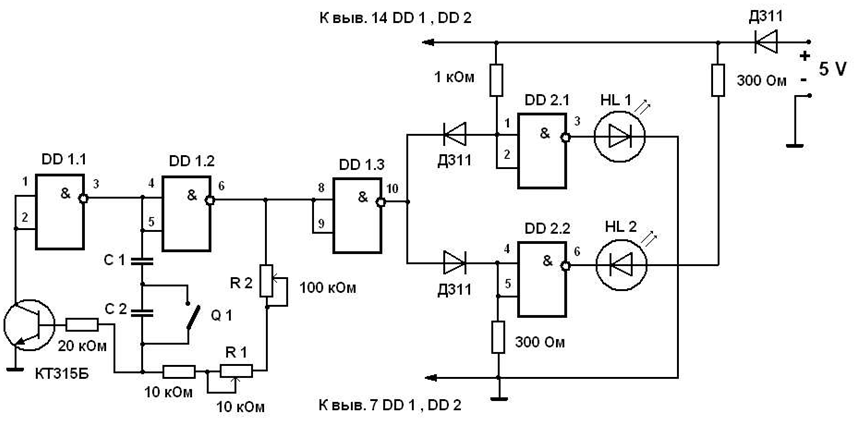 К выв. 14 DD 1 , DD 2
Д311
+
5 V
-
1 кОм
300 Ом
DD 2.1
HL 1
1
&
3
2
Д311
DD 1.1
DD 1.2
DD 1.3
1
&
3
2
4
&
6
5
8
&
10
9
DD 2.2
HL 2
4
&
6
5
Д311
C 1
C 2
Q 1
R 2
100 кОм
300 Ом
20 кОм
КТ315Б
10 кОм
R 1
10 кОм
К выв. 7 DD 1 , DD 2